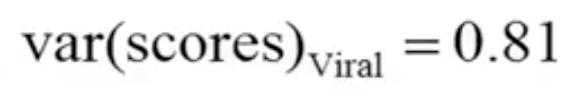 var(scores)Viral = 0.81